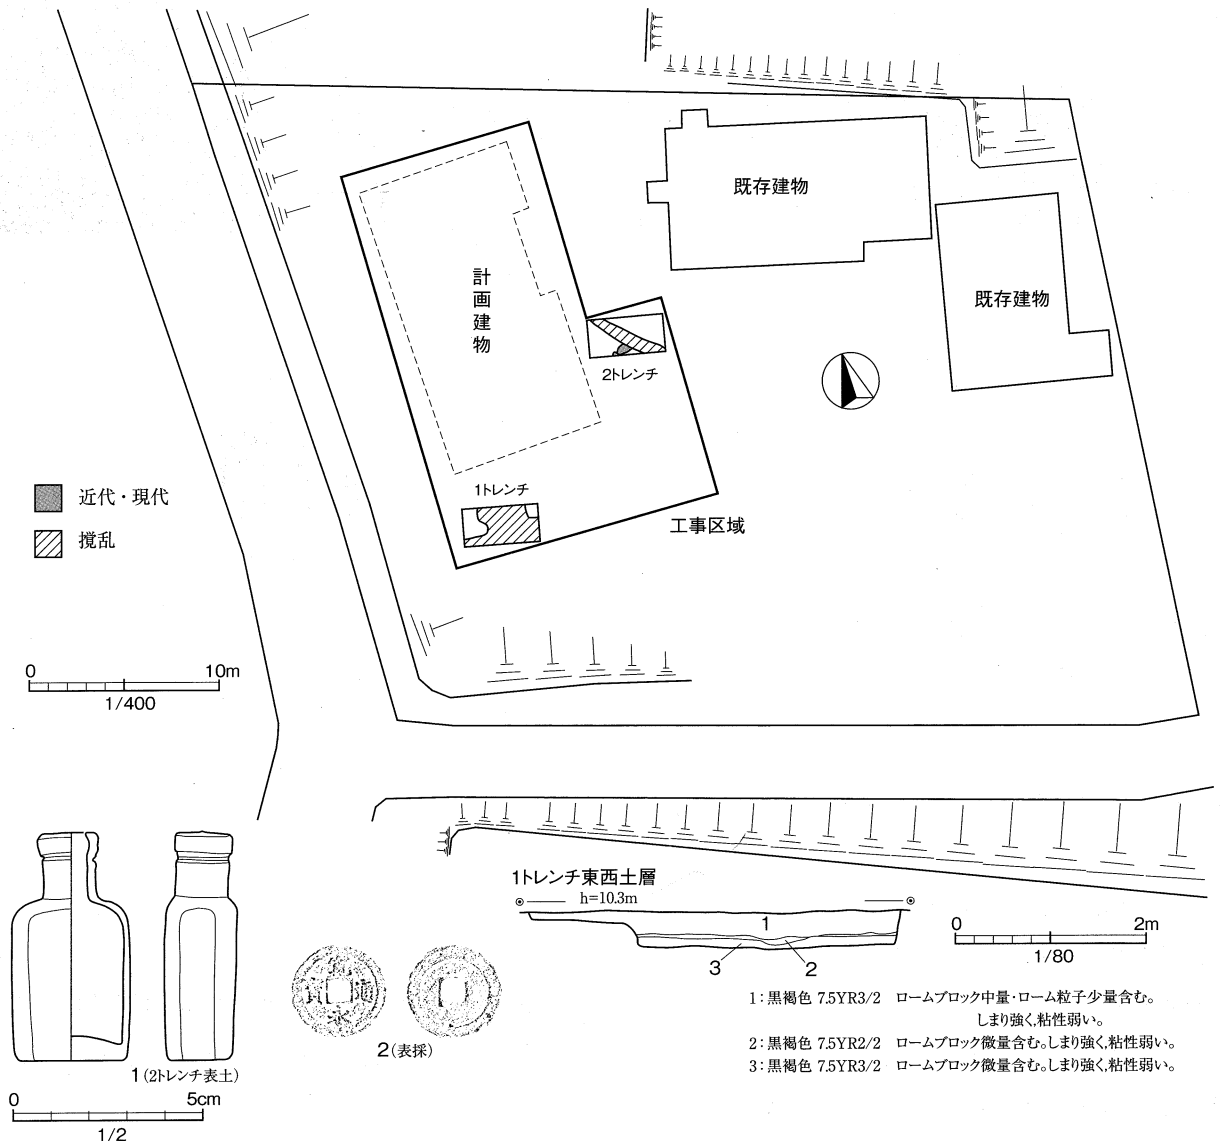 既存建物
既存建物
計画建物
2トレンチ
1トレンチ
工事区域
近代・現代
撹乱
0 10m
1/400
1トレンチ東西土層
h=10.3m
1
3 2
0 2m
1/80
1：黒褐色 7.5YR3/2 ロームブロック中量・ローム粒子少量含む。
しまり強く,粘性弱い。
2：黒褐色 7.5YR2/2 ロームブロック微量含む。しまり強く,粘性弱い。
3：黒褐色 7.5YR3/2 ロームブロック微量含む。しまり強く,粘性弱い。
寛永通寳
2（表採）
1（2トレンチ表土）
0 5cm
1/2